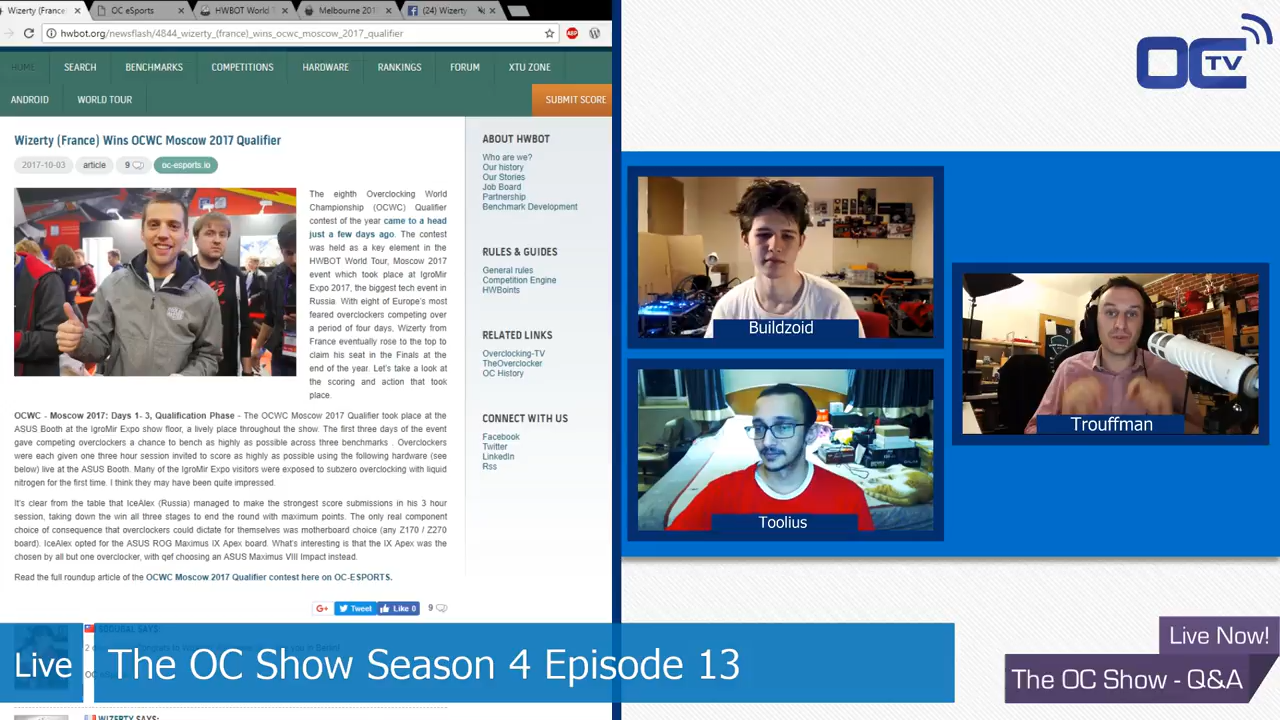 Wizerty (Franc
OC eSports
HWBOT World T
Melbourne 201
(24) Wizerty
hwbot.org/newsflash/4844_wizerty_(france)_wins_ocwc_moscow_2017_qualifier
ABP
HOME
SEARCH
BENCHMARKS
COMPETITIONS
HARDWARE
RANKINGS
FORUM
XTU ZONE
ANDROID
WORLD TOUR
SUBMIT SCORE
Wizerty (France) Wins OCWC Moscow 2017 Qualifier
2017-10-03
article
9
oc-esports.io
The eighth Overclocking World
Championship (OCWC) Qualifier
contest of the year came to a head
just a few days ago. The contest
was held as a key element in the
HWBOT World Tour, Moscow 2017
event which took place at IgroMir
Expo 2017, the biggest tech event in
Russia. With eight of Europe's most
feared overclockers competing over
a period of four days, Wizerty from
France eventually rose to the top to
claim his seat in the Finals at the
end of the year. Let's take a look at
the scoring and action that took
place.
OCWC - Moscow 2017: Days 1- 3, Qualification Phase - The OCWC Moscow 2017 Qualifier took place at the
ASUS Booth at the IgroMir Expo show floor, a lively place throughout the show. The first three days of the event
gave competing overclockers a chance to bench as highly as possible across three benchmarks . Overclockers
were each given one three hour session invited to score as highly as possible using the following hardware (see
below) live at the ASUS Booth. Many of the IgroMir Expo visitors were exposed to subzero overclocking with liquid
nitrogen for the first time. I think they may have been quite impressed.
It's clear from the table that IceAlex (Russia) managed to make the strongest score submissions in his 3 hour
session, taking down the win all three stages to end the round with maximum points. The only real component
choice of consequence that overclockers could dictate for themselves was motherboard choice (any Z170 / Z270
board). IceAlex opted for the ASUS ROG Maximus IX Apex board. What's interesting is that the IX Apex was the
chosen by all but one overclocker, with qef choosing an ASUS Maximus VIII Impact instead.
Read the full roundup article of the OCWC Moscow 2017 Qualifier contest here on OC-ESPORTS.
G+
Tweet
Like 0
9
ABOUT HWBOT
Who are we?
Our history
Our Stories
Job Board
Partnership
Benchmark Development
RULES & GUIDES
General rules
Competition Engine
HWBoints
RELATED LINKS
Overclocking-TV
TheOverclocker
OC History
CONNECT WITH US
Facebook
Twitter
LinkedIn
Rss
SAYS:
WIZERTY SAYS:
OC TV
Buildzoid
Trouffman
Toolius
Live
The OC Show Season 4 Episode 13
Live Now!
The OC Show - Q&A